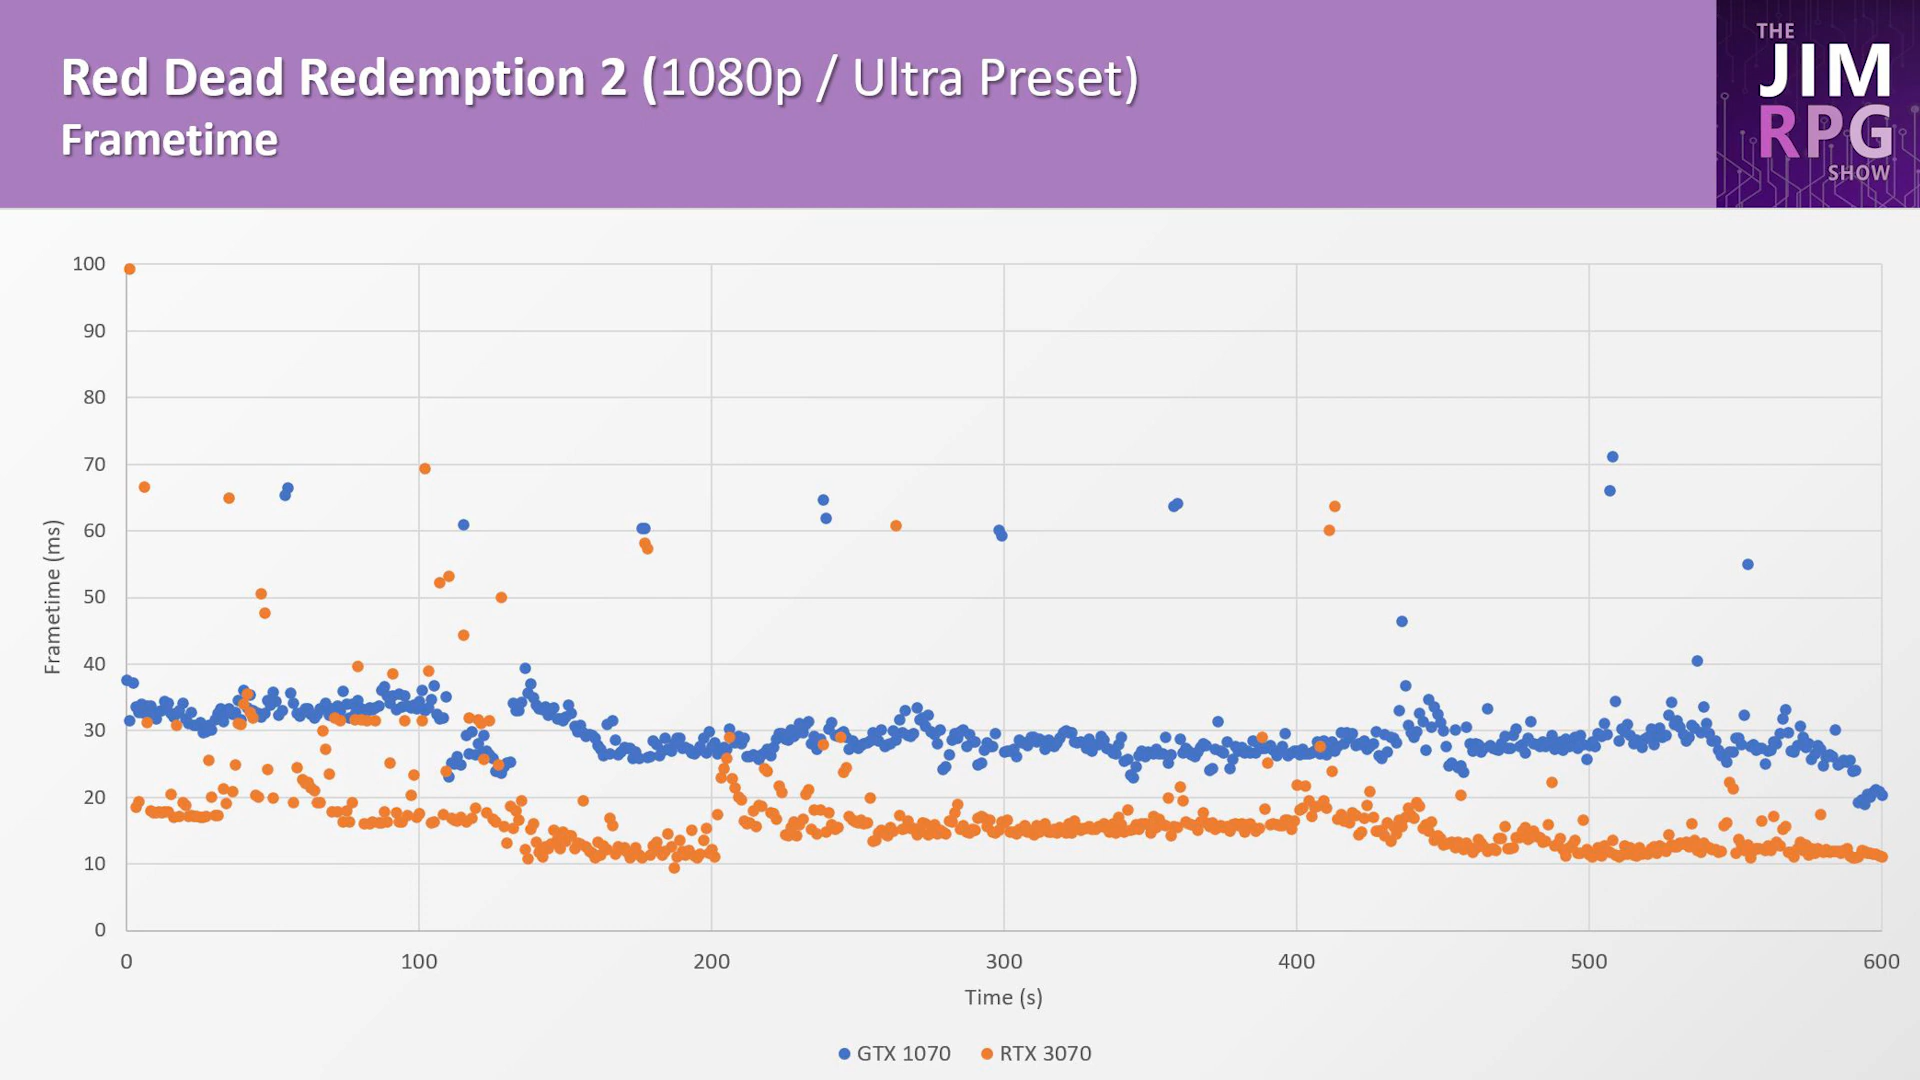 Red Dead Redemption 2 (1080p / Ultra Preset)
Frametime
THE
JIM
RPG
SHOW
100
90
80
70
60
50
40
30
20
10
0
Frametime (ms)
0 100 200 300 400 500 600
Time (s)
GTX 1070 RTX 3070